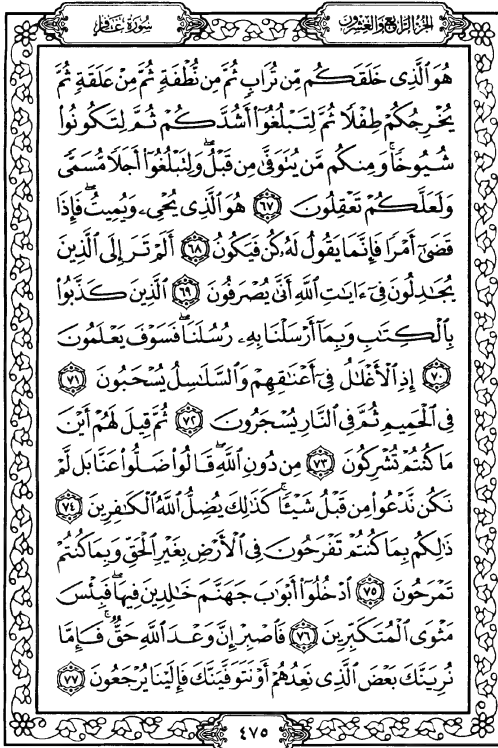 الجزء الرابع والعشرون
سورة غافر
هُوَ ٱلَّذِى خَلَقَكُم مِّن تُرَابٍ ثُمَّ مِن نُّطْفَةٍ ثُمَّ مِنْ عَلَقَةٍ ثُمَّ
يُخْرِجُكُمْ طِفْلًا ثُمَّ لِتَبْلُغُوٓا۟ أَشُدَّكُمْ ثُمَّ لِتَكُونُوا۟
شُيُوخًا ۚ وَمِنكُم مَّن يُتَوَفَّىٰ مِن قَبْلُ ۖ وَلِتَبْلُغُوٓا۟ أَجَلًا مُّسَمًّى
وَلَعَلَّكُمْ تَعْقِلُونَ ٦٧ هُوَ ٱلَّذِى يُحْىِۦ وَيُمِيتُ ۖ فَإِذَا
قَضَىٰٓ أَمْرًا فَإِنَّمَا يَقُولُ لَهُۥ كُن فَيَكُونُ ٦٨ أَلَمْ تَرَ إِلَى ٱلَّذِينَ
يُجَـٰدِلُونَ فِىٓ ءَايَـٰتِ ٱللَّهِ أَنَّىٰ يُصْرَفُونَ ٦٩ ٱلَّذِينَ كَذَّبُوا۟
بِٱلْكِتَـٰبِ وَبِمَآ أَرْسَلْنَا بِهِۦ رُسُلَنَا ۖ فَسَوْفَ يَعْلَمُونَ
٧٠ إِذِ ٱلْأَغْلَـٰلُ فِىٓ أَعْنَـٰقِهِمْ وَٱلسَّلَـٰسِلُ يُسْحَبُونَ ٧١
فِى ٱلْحَمِيمِ ثُمَّ فِى ٱلنَّارِ يُسْجَرُونَ ٧٢ ثُمَّ قِيلَ لَهُمْ أَيْنَ
مَا كُنتُمْ تُشْرِكُونَ ٧٣ مِن دُونِ ٱللَّهِ ۖ قَالُوا۟ ضَلُّوا۟ عَنَّا بَل لَّمْ
نَكُن نَّدْعُوا۟ مِن قَبْلُ شَيْـًٔا ۚ كَذَٰلِكَ يُضِلُّ ٱللَّهُ ٱلْكَـٰفِرِينَ ٧٤
ذَٰلِكُم بِمَا كُنتُمْ تَفْرَحُونَ فِى ٱلْأَرْضِ بِغَيْرِ ٱلْحَقِّ وَبِمَا كُنتُمْ
تَمْرَحُونَ ٧٥ ٱدْخُلُوٓا۟ أَبْوَٰبَ جَهَنَّمَ خَـٰلِدِينَ فِيهَا ۖ فَبِئْسَ
مَثْوَى ٱلْمُتَكَبِّرِينَ ٧٦ فَٱصْبِرْ إِنَّ وَعْدَ ٱللَّهِ حَقٌّ ۚ فَإِمَّا
نُرِيَنَّكَ بَعْضَ ٱلَّذِى نَعِدُهُمْ أَوْ نَتَوَفَّيَنَّكَ فَإِلَيْنَا يُرْجَعُونَ ٧٧
٤٧٥